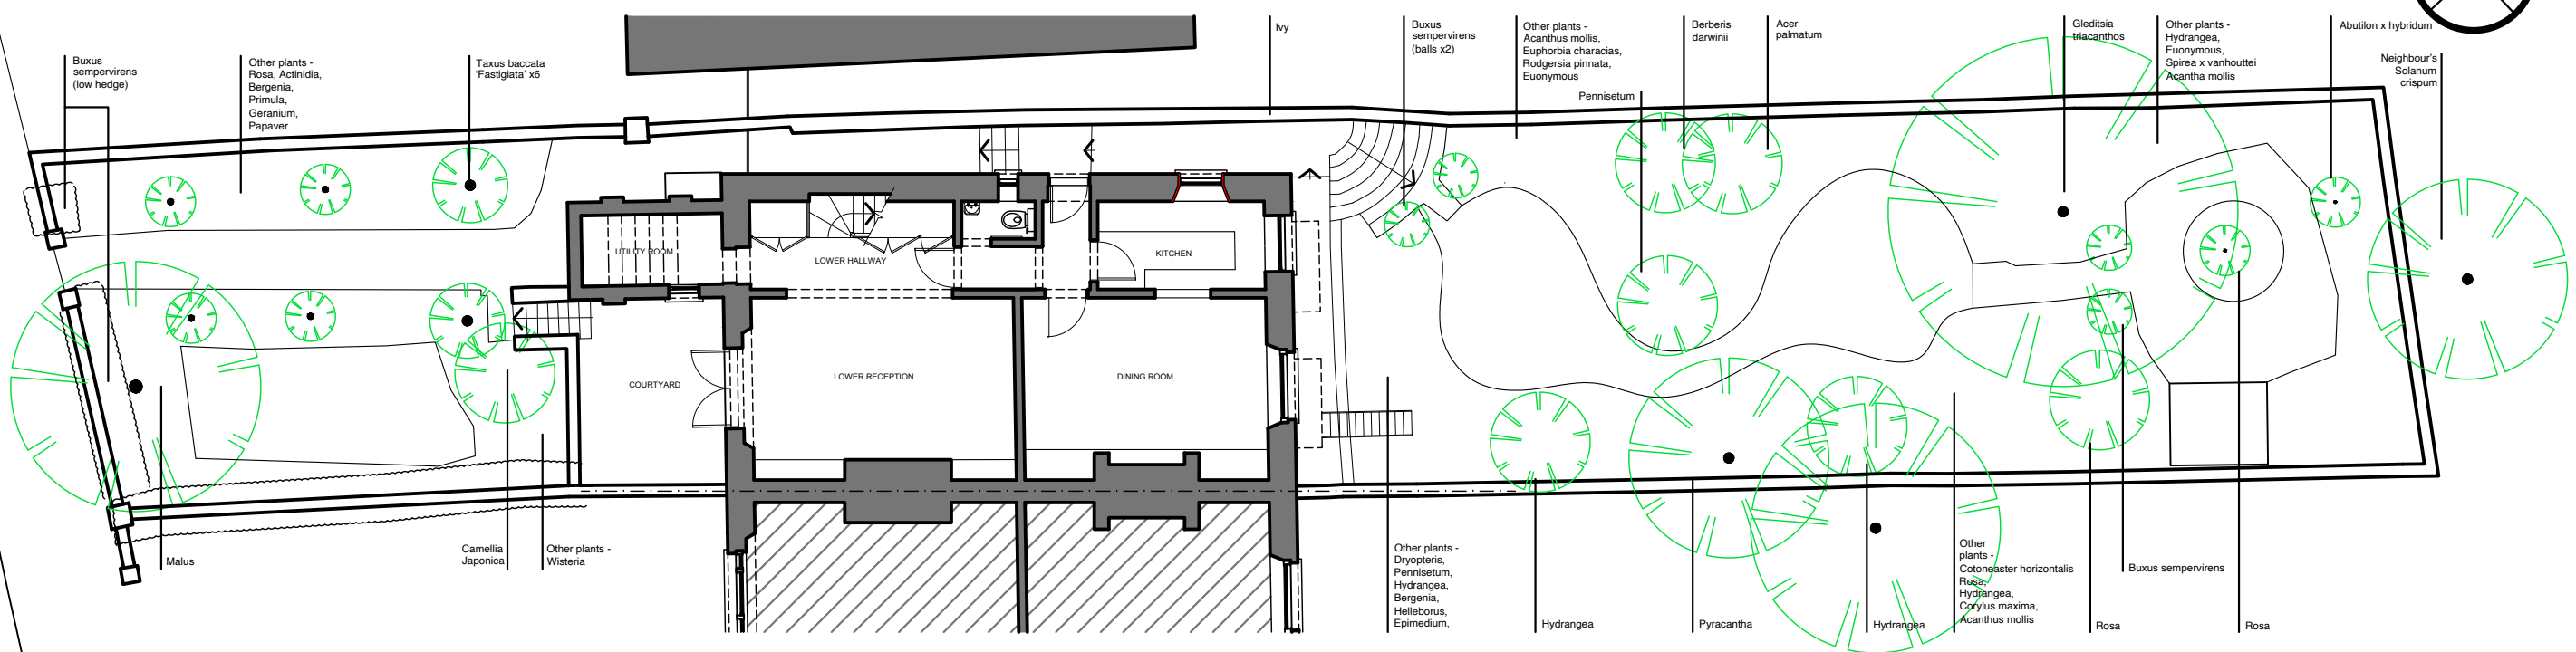 Buxus
sempervirens
(low hedge)
Other plants -
Rosa, Actinidia,
Bergenia,
Primula,
Geranium,
Papaver
Taxus baccata
'Fastigiata' x6
Ivy
Buxus
sempervirens
(balls x2)
Other plants -
Acanthus mollis,
Euphorbia characias,
Rodgersia pinnata,
Euonymus
Pennisetum
Berberis
darwinii
Acer
palmatum
Gleditsia
triacanthos
Other plants -
Hydrangea,
Euonymus,
Spirea x vanhouttei
Acantha mollis
Abutilon x hybridum
Neighbour's
Solanum
crispum
UTILITY ROOM
LOWER HALLWAY
KITCHEN
COURTYARD
LOWER RECEPTION
DINING ROOM
Malus
Camellia
Japonica
Other plants -
Wisteria
Other plants -
Dryopteris,
Pennisetum,
Hydrangea,
Bergenia,
Helleborus,
Epimedium,
Hydrangea
Pyracantha
Hydrangea
Other
plants -
Cotoneaster horizontalis
Rosa,
Hydrangea,
Corylus maxima,
Acanthus mollis
Rosa
Buxus sempervirens
Rosa